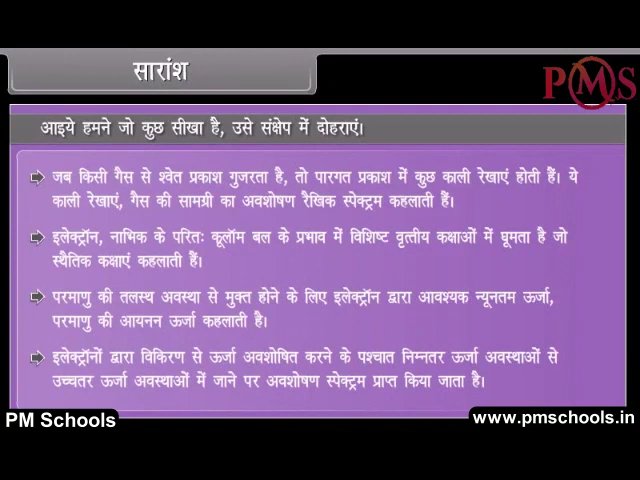 सारांश
PMS
आइये हमने जो कुछ सीखा है, उसे संक्षेप में दोहराएं।
जब किसी गैस से श्वेत प्रकाश गुजरता है, तो पारगत प्रकाश में कुछ काली रेखाएं होती हैं। ये
काली रेखाएं, गैस की सामग्री का अवशोषण रैखिक स्पेक्ट्रम कहलाती हैं।
इलेक्ट्रॉन, नाभिक के परितः कूलॉम बल के प्रभाव में विशिष्ट वृत्तीय कक्षाओं में घूमता है जो
स्थैतिक कक्षाएं कहलाती हैं।
परमाणु की तलस्थ अवस्था से मुक्त होने के लिए इलेक्ट्रॉन द्वारा आवश्यक न्यूनतम ऊर्जा,
परमाणु की आयनन ऊर्जा कहलाती है।
इलेक्ट्रॉनों द्वारा विकिरण से ऊर्जा अवशोषित करने के पश्चात निम्नतर ऊर्जा अवस्थाओं से
उच्चतर ऊर्जा अवस्थाओं में जाने पर अवशोषण स्पेक्ट्रम प्राप्त किया जाता है।
PM Schools
www.pmschools.in